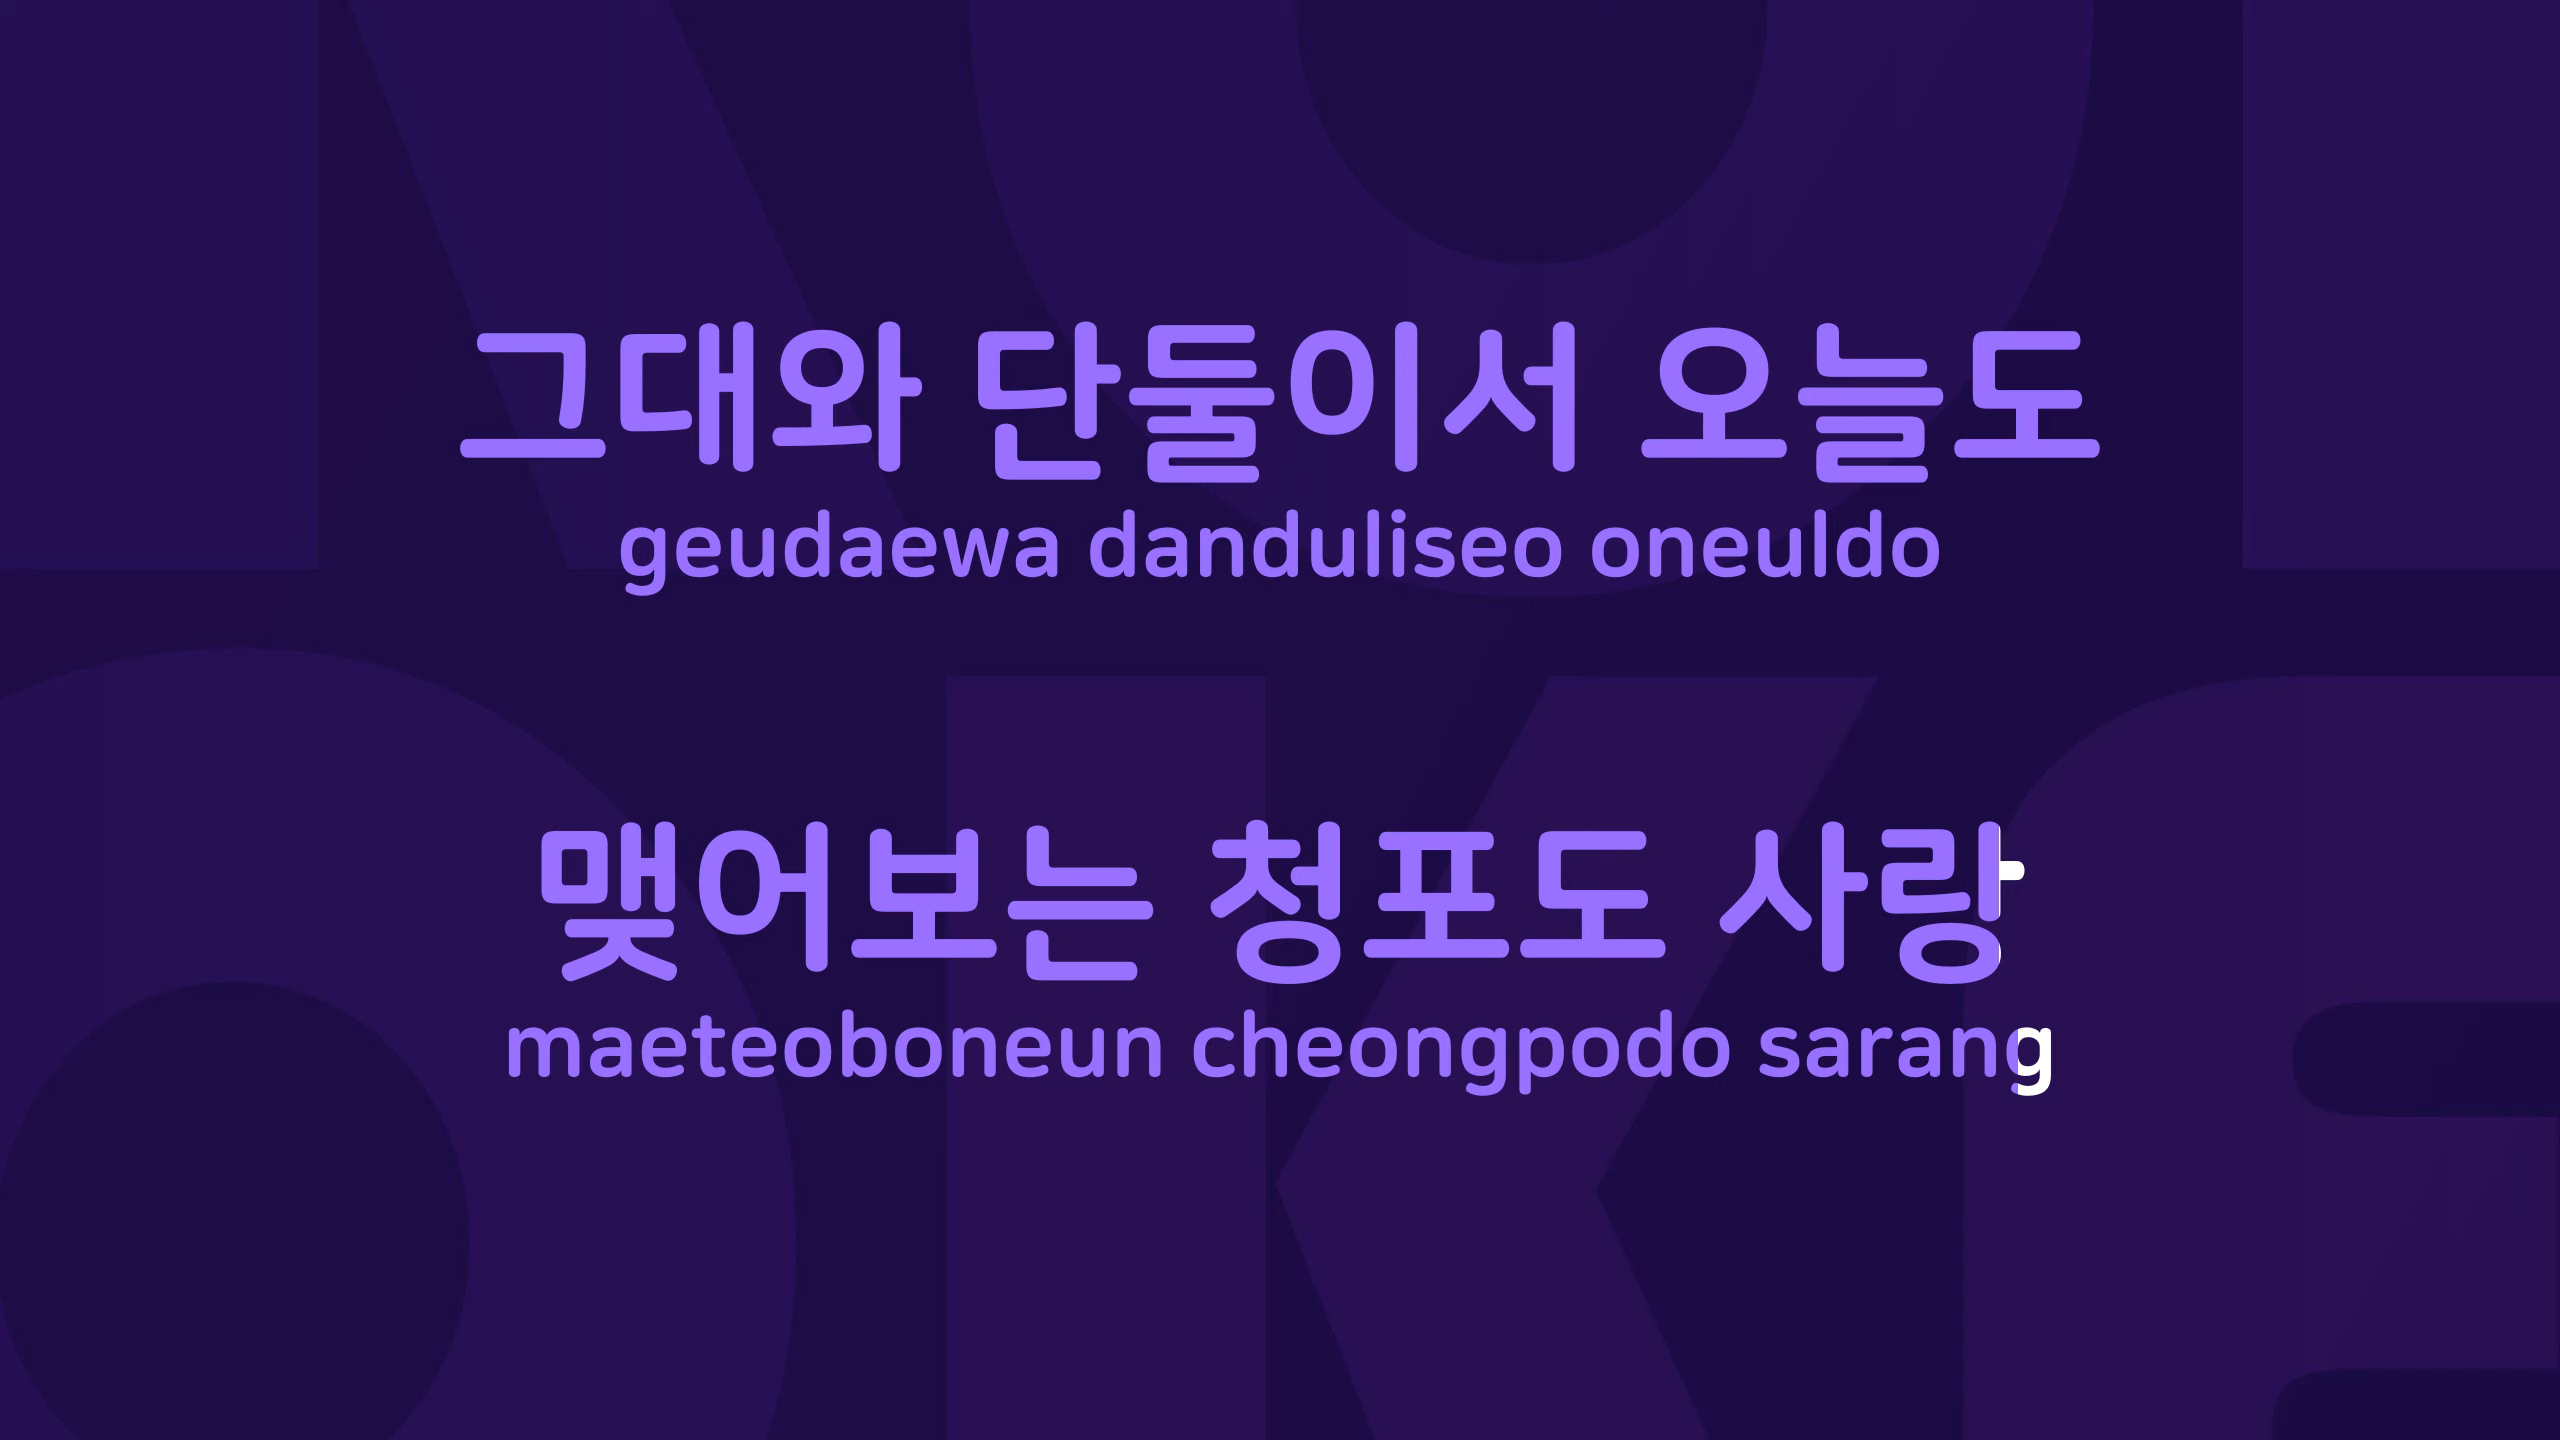 그대와 단둘이서 오늘도
geudaewa danduliseo oneuldo
맺어보는 청포도 사랑
maeteoboneun cheongpodo sarang